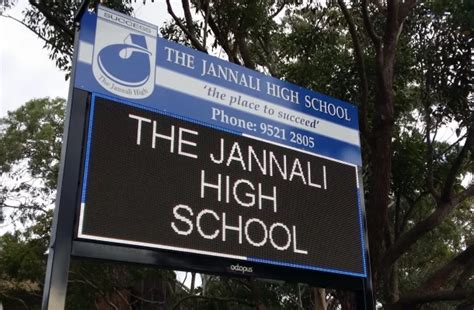 SUCCESS
The Jannali High
THE JANNALI HIGH SCHOOL
'the place to succeed'
Phone: 9521 2805
THE JANNALI
HIGH
SCHOOL
octopus